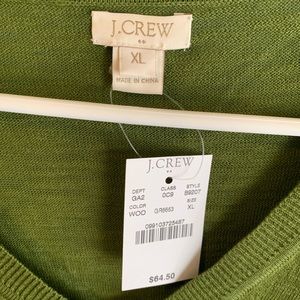 J.CREW
XL
MADE IN CHINA
J.CREW
DEPT CLASS STYLE
GA2 0C9 B9207
COLOR SIZE
WOO GR6653 XL
099103725487
$64.50